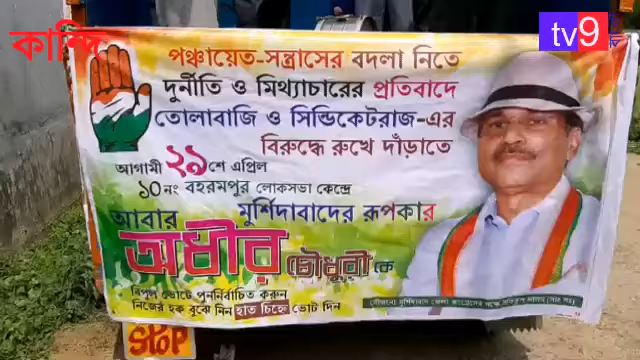 কান্দি
tv9
পঞ্চায়েত-সন্ত্রাসের বদলা নিতে
দুর্নীতি ও মিথ্যাচারের প্রতিবাদে
তোলাবাজি ও সিন্ডিকেটরাজ-এর
বিরুদ্ধে রুখে দাঁড়াতে
আগামী ২৯শে এপ্রিল
১০নং বহরমপুর লোকসভা কেন্দ্রে
আবার মুর্শিদাবাদের রূপকার
অধীর চৌধুরী কে
বিপুল ভোটে পুনর্নিবাচিত করুন
নিজের হক বুঝে নিন হাত চিহ্নে ভোট দিন
STOP